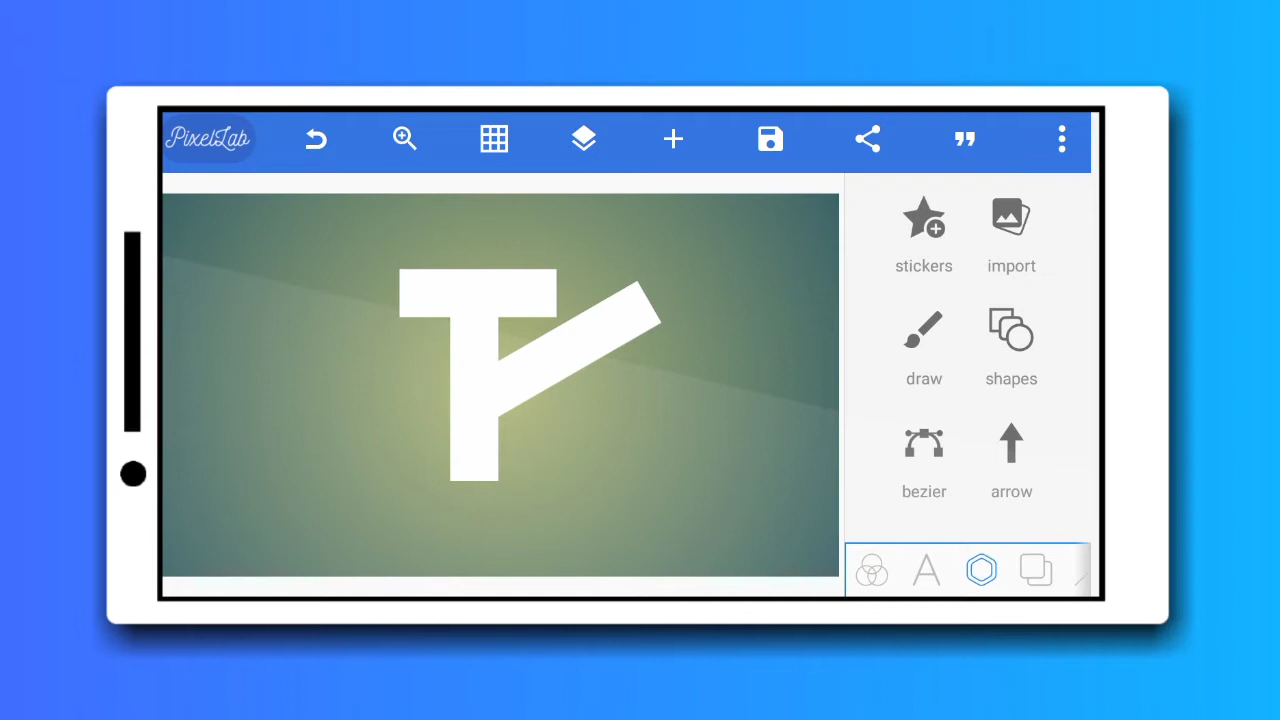 PixelLab
stickers
import
draw
shapes
bezier
arrow